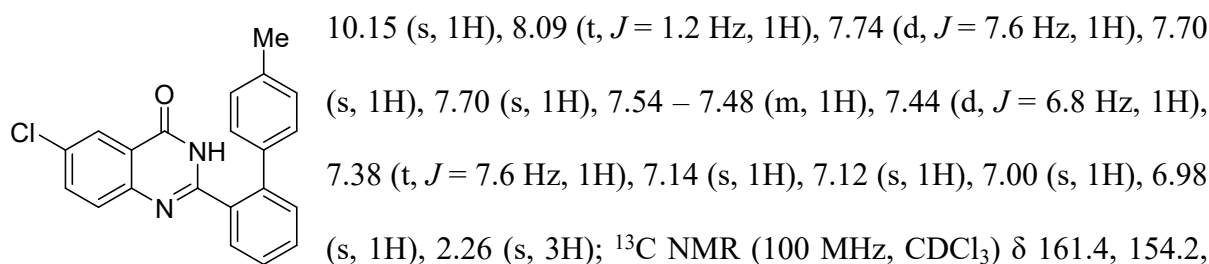 10.15 (s, 1H), 8.09 (t, J = 1.2 Hz, 1H), 7.74 (d, J = 7.6 Hz, 1H), 7.70
Me
(s, 1H), 7.70 (s, 1H), 7.54 – 7.48 (m, 1H), 7.44 (d, J = 6.8 Hz, 1H),
O
Cl
NH
7.38 (t, J = 7.6 Hz, 1H), 7.14 (s, 1H), 7.12 (s, 1H), 7.00 (s, 1H), 6.98
N
(s, 1H), 2.26 (s, 3H); ¹³C NMR (100 MHz, CDCl₃) δ 161.4, 154.2,